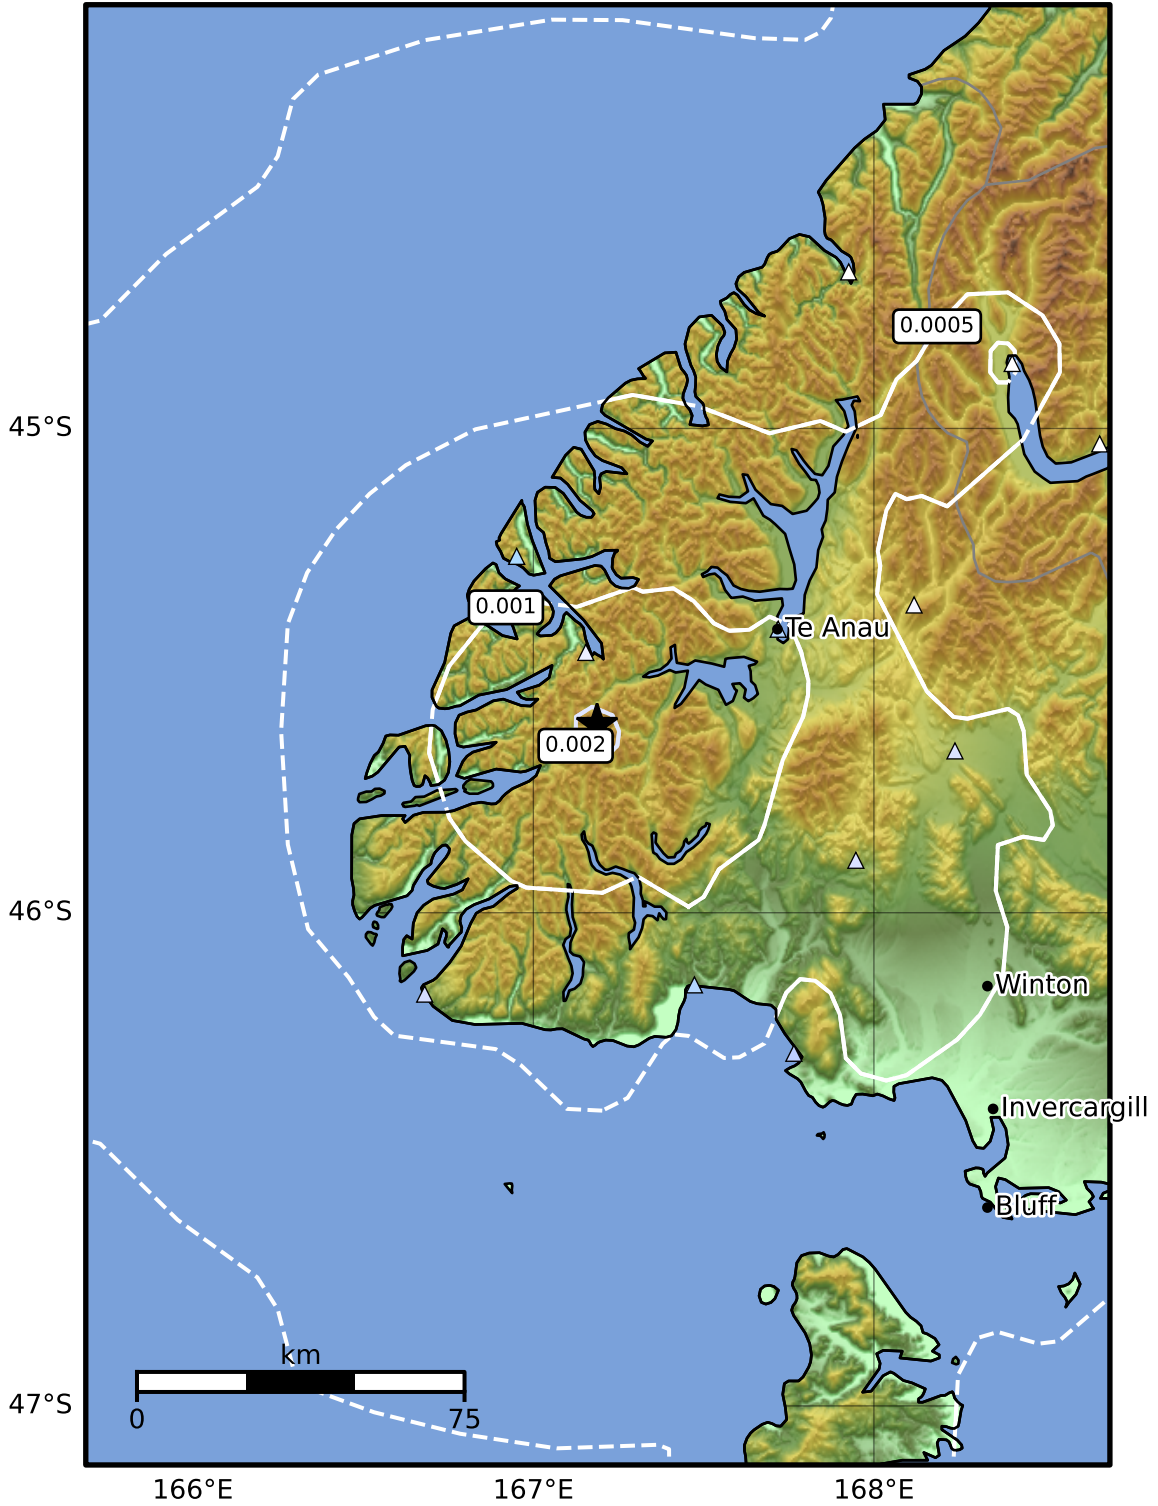 0.0005
45°S
0.001
Te Anau
0.002
46°S
Winton
Invercargill
Bluff
km
0 75
47°S
166°E 167°E 168°E